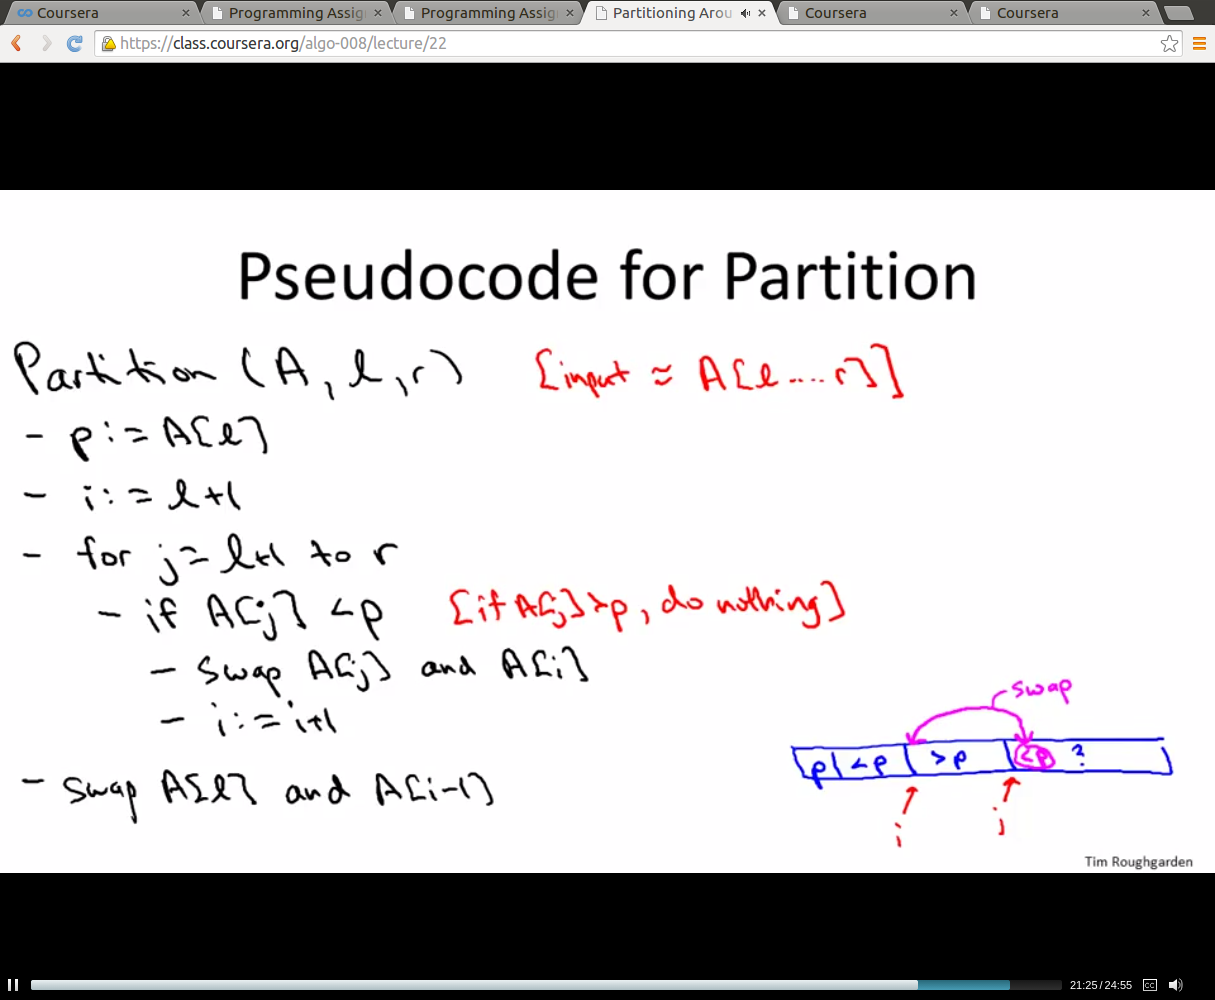 Coursera
Programming Assig
Programming Assig
Partitioning Arou
Coursera
Coursera
https://class.coursera.org/algo-008/lecture/22
Pseudocode for Partition
Partition (A, l, r) [input ≈ A[l....r]]
- p := A[l]
- i := l+1
- for j = l+1 to r
- if A[j] < p [if A[j] > p, do nothing]
- swap A[j] and A[i]
- i := i+1
- swap A[l] and A[i-1]
swap
p | <p | >p | <p ?
i j
Tim Roughgarden
21:25 / 24:55 CC